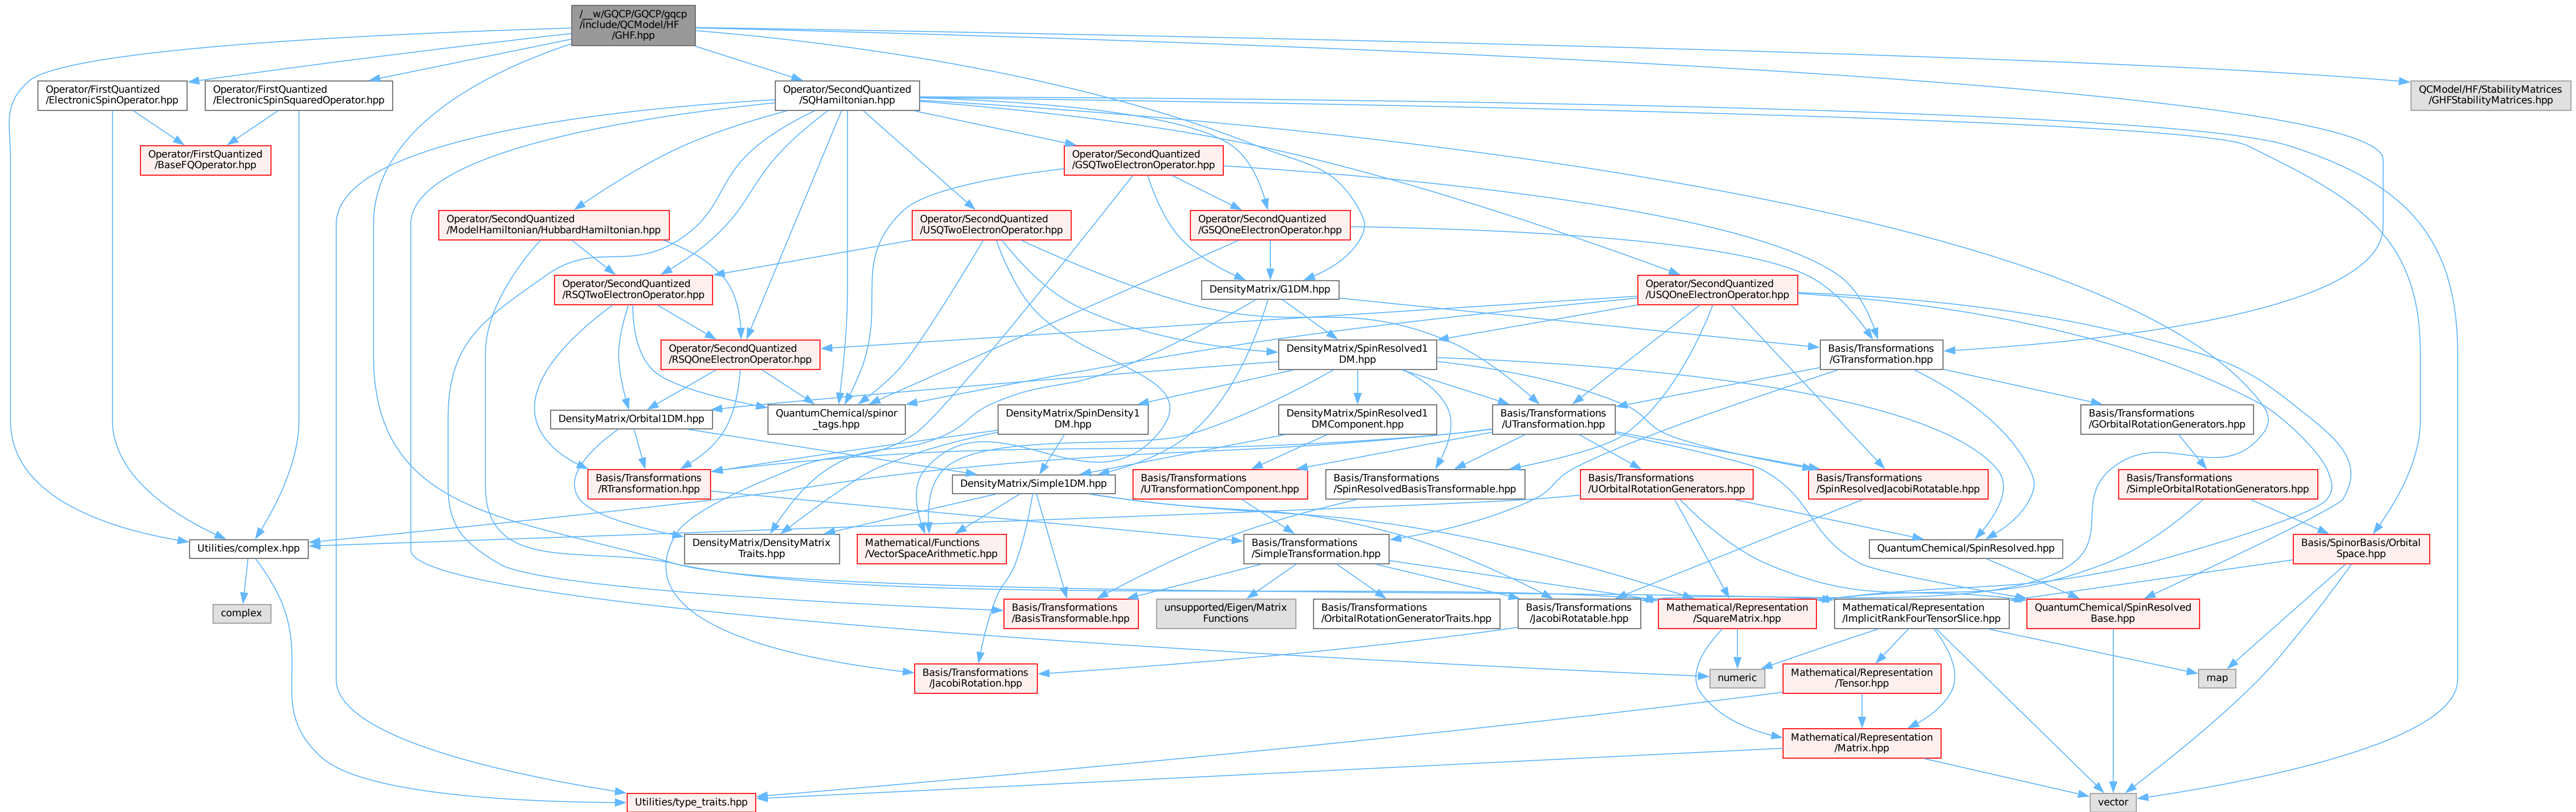 /__w/GQCP/GQCP/gqcp
/include/QCModel/HF
/GHF.hpp
Operator/FirstQuantized
/ElectronicSpinOperator.hpp
Operator/FirstQuantized
/ElectronicSpinSquaredOperator.hpp
Operator/SecondQuantized
/SQHamiltonian.hpp
QCModel/HF/StabilityMatrices
/GHFStabilityMatrices.hpp
Operator/FirstQuantized
/BaseFQOperator.hpp
Operator/SecondQuantized
/GSQTwoElectronOperator.hpp
Operator/SecondQuantized
/ModelHamiltonian/HubbardHamiltonian.hpp
Operator/SecondQuantized
/USQTwoElectronOperator.hpp
Operator/SecondQuantized
/GSQOneElectronOperator.hpp
Operator/SecondQuantized
/RSQTwoElectronOperator.hpp
DensityMatrix/G1DM.hpp
Operator/SecondQuantized
/USQOneElectronOperator.hpp
Operator/SecondQuantized
/RSQOneElectronOperator.hpp
DensityMatrix/SpinResolved1
DM.hpp
Basis/Transformations
/GTransformation.hpp
DensityMatrix/Orbital1DM.hpp
QuantumChemical/spinor
_tags.hpp
DensityMatrix/SpinDensity1
DM.hpp
DensityMatrix/SpinResolved1
DMComponent.hpp
Basis/Transformations
/UTransformation.hpp
Basis/Transformations
/GOrbitalRotationGenerators.hpp
Basis/Transformations
/RTransformation.hpp
DensityMatrix/Simple1DM.hpp
Basis/Transformations
/UTransformationComponent.hpp
Basis/Transformations
/SpinResolvedBasisTransformable.hpp
Basis/Transformations
/UOrbitalRotationGenerators.hpp
Basis/Transformations
/SpinResolvedJacobiRotatable.hpp
Basis/Transformations
/SimpleOrbitalRotationGenerators.hpp
Utilities/complex.hpp
DensityMatrix/DensityMatrix
Traits.hpp
Mathematical/Functions
/VectorSpaceArithmetic.hpp
Basis/Transformations
/SimpleTransformation.hpp
QuantumChemical/SpinResolved.hpp
Basis/SpinorBasis/Orbital
Space.hpp
complex
Basis/Transformations
/BasisTransformable.hpp
unsupported/Eigen/Matrix
Functions
Basis/Transformations
/OrbitalRotationGeneratorTraits.hpp
Basis/Transformations
/JacobiRotatable.hpp
Mathematical/Representation
/SquareMatrix.hpp
Mathematical/Representation
/ImplicitRankFourTensorSlice.hpp
QuantumChemical/SpinResolved
Base.hpp
Basis/Transformations
/JacobiRotation.hpp
numeric
Mathematical/Representation
/Tensor.hpp
map
Mathematical/Representation
/Matrix.hpp
Utilities/type_traits.hpp
vector